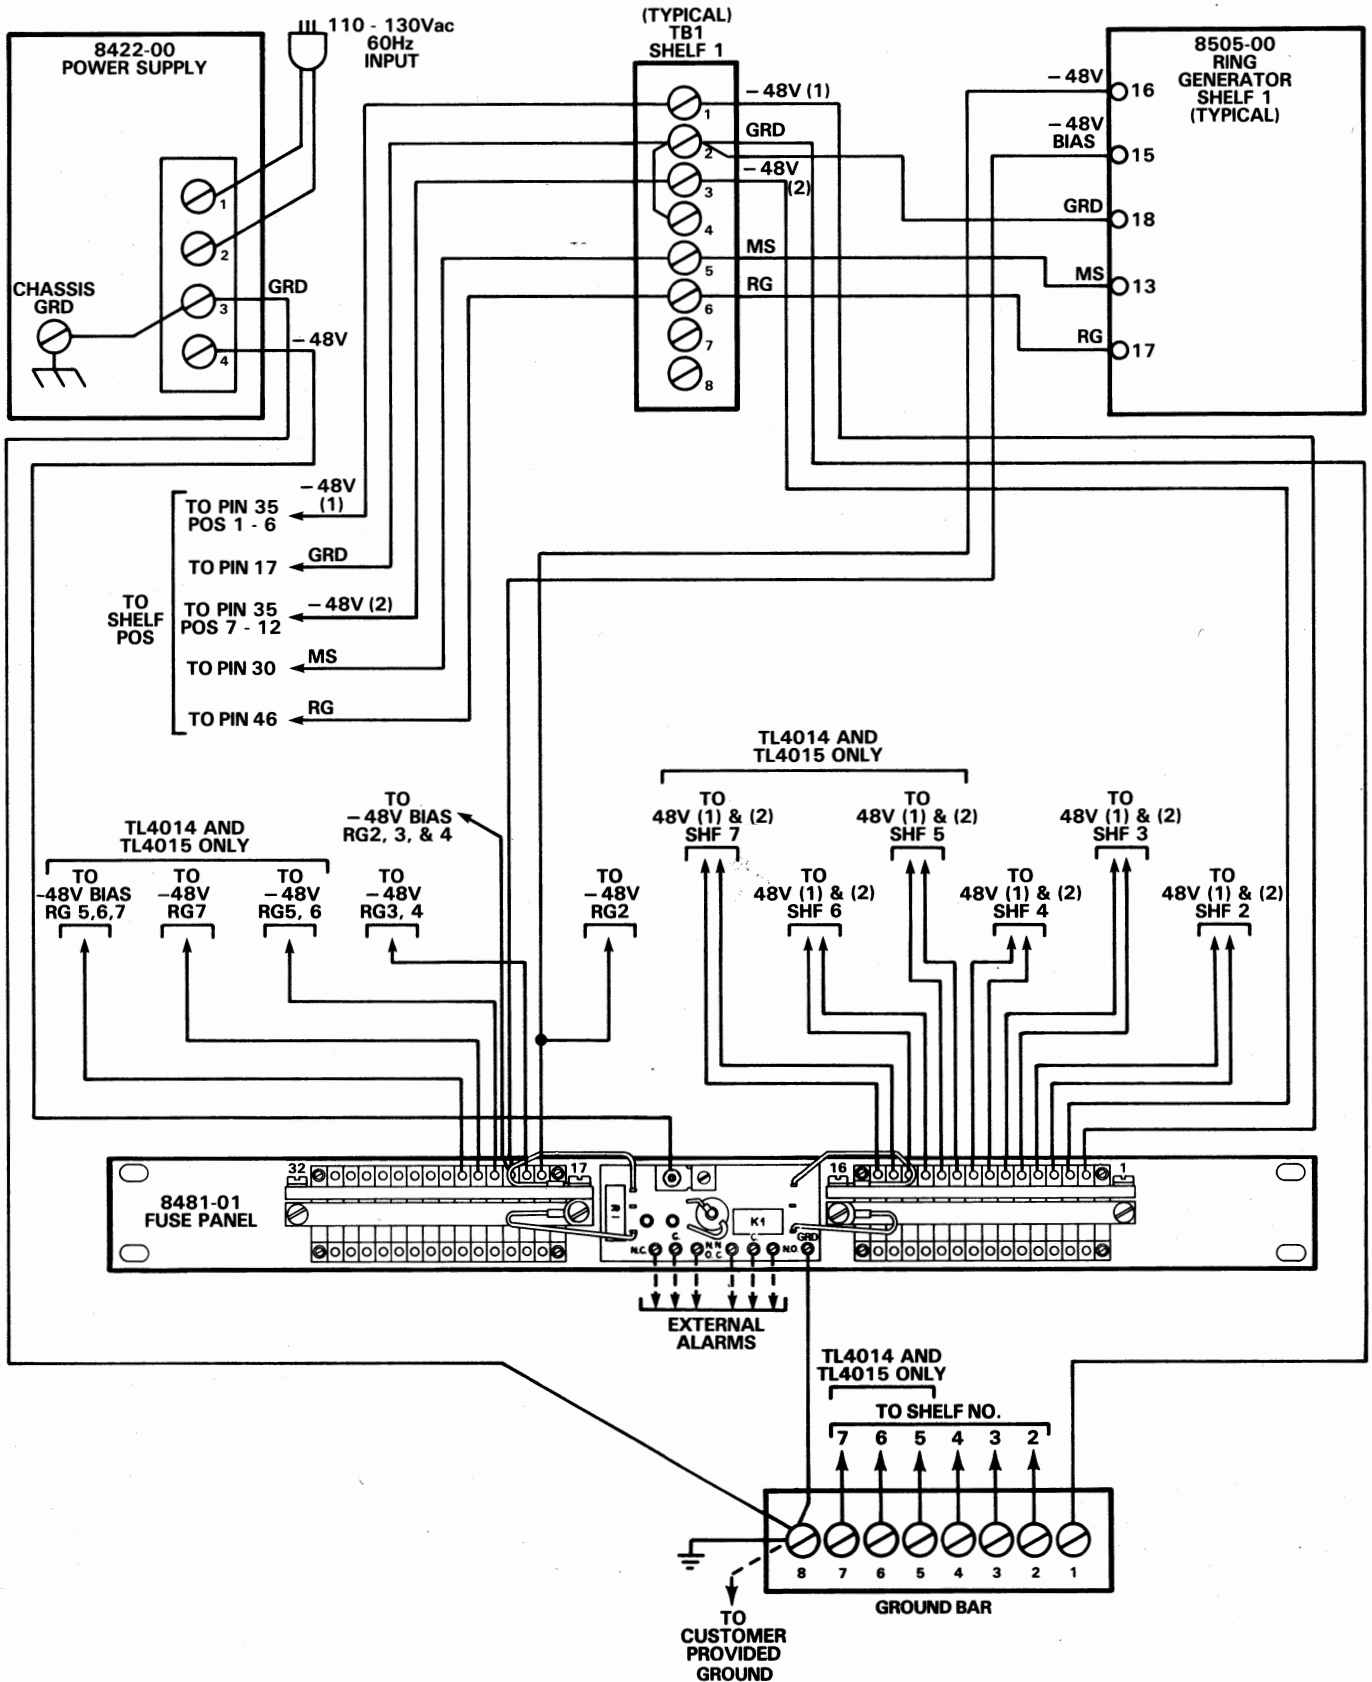 8422-00
POWER SUPPLY
110 - 130Vac
60Hz
INPUT
1
2
3
4
GRD
– 48V
CHASSIS
GRD
(TYPICAL)
TB1
SHELF 1
1
2
3
4
5
6
7
8
– 48V (1)
GRD
– 48V
(2)
MS
RG
8505-00
RING
GENERATOR
SHELF 1
(TYPICAL)
– 48V
16
– 48V
BIAS
15
GRD
18
MS
13
RG
17
TO
SHELF
POS
TO PIN 35
POS 1 - 6
– 48V
(1)
TO PIN 17
GRD
TO PIN 35
POS 7 - 12
– 48V (2)
TO PIN 30
MS
TO PIN 46
RG
TL4014 AND
TL4015 ONLY
TO
–48V BIAS
RG 5,6,7
TO
–48V
RG7
TO
– 48V
RG5, 6
TO
– 48V
RG3, 4
TO
– 48V BIAS
RG2, 3, & 4
TO
– 48V
RG2
TL4014 AND
TL4015 ONLY
TO
48V (1) & (2)
SHF 7
TO
48V (1) & (2)
SHF 6
TO
48V (1) & (2)
SHF 5
TO
48V (1) & (2)
SHF 4
TO
48V (1) & (2)
SHF 3
TO
48V (1) & (2)
SHF 2
8481-01
FUSE PANEL
32
17
16
1
R1
K1
N.C.
C.
N.N
O.C.
C.
N.O.
GRD
EXTERNAL
ALARMS
TL4014 AND
TL4015 ONLY
TO SHELF NO.
7 6 5 4 3 2
8 7 6 5 4 3 2 1
GROUND BAR
TO
CUSTOMER
PROVIDED
GROUND